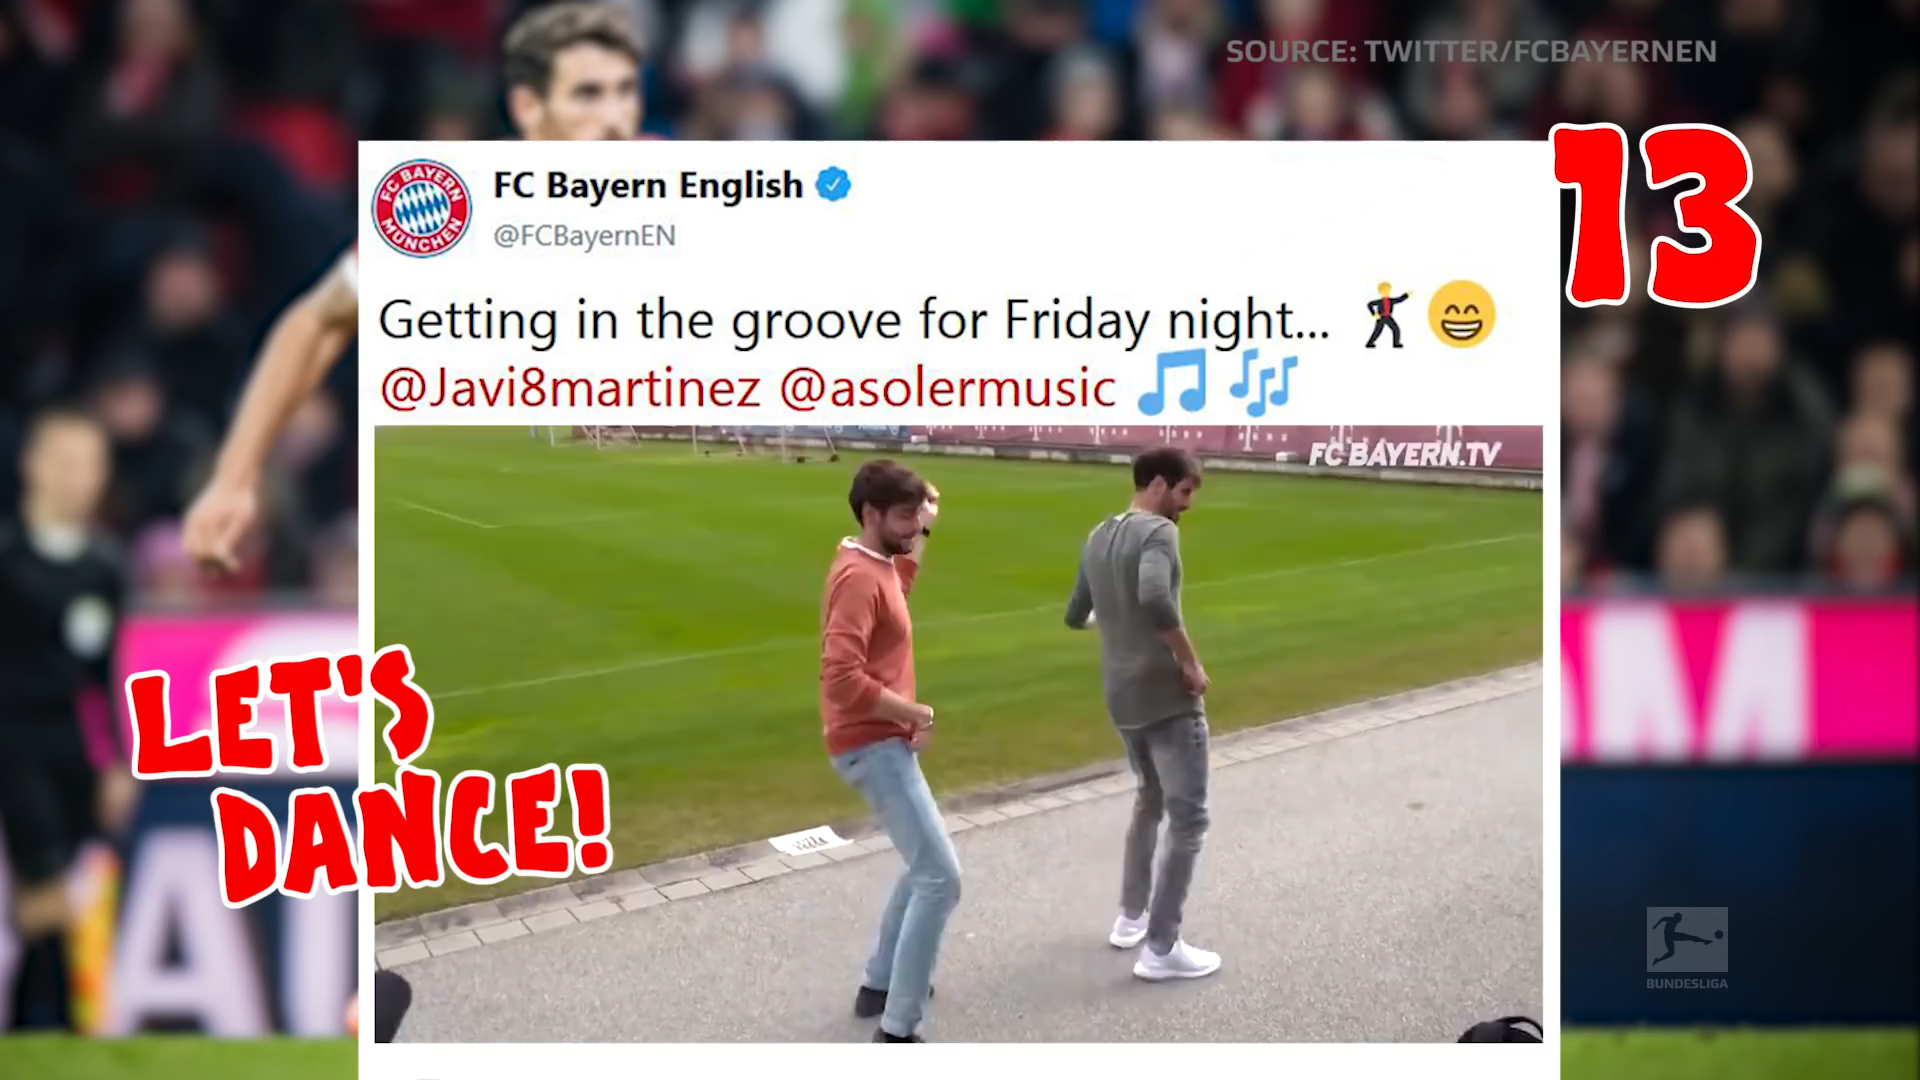 SOURCE: TWITTER/FCBAYERNEN
13
FC BAYERN
MÜNCHEN
FC Bayern English
@FCBayernEN
Getting in the groove for Friday night...
@Javi8martinez @asolermusic
FC BAYERN.TV
LET'S
DANCE!
BUNDESLIGA